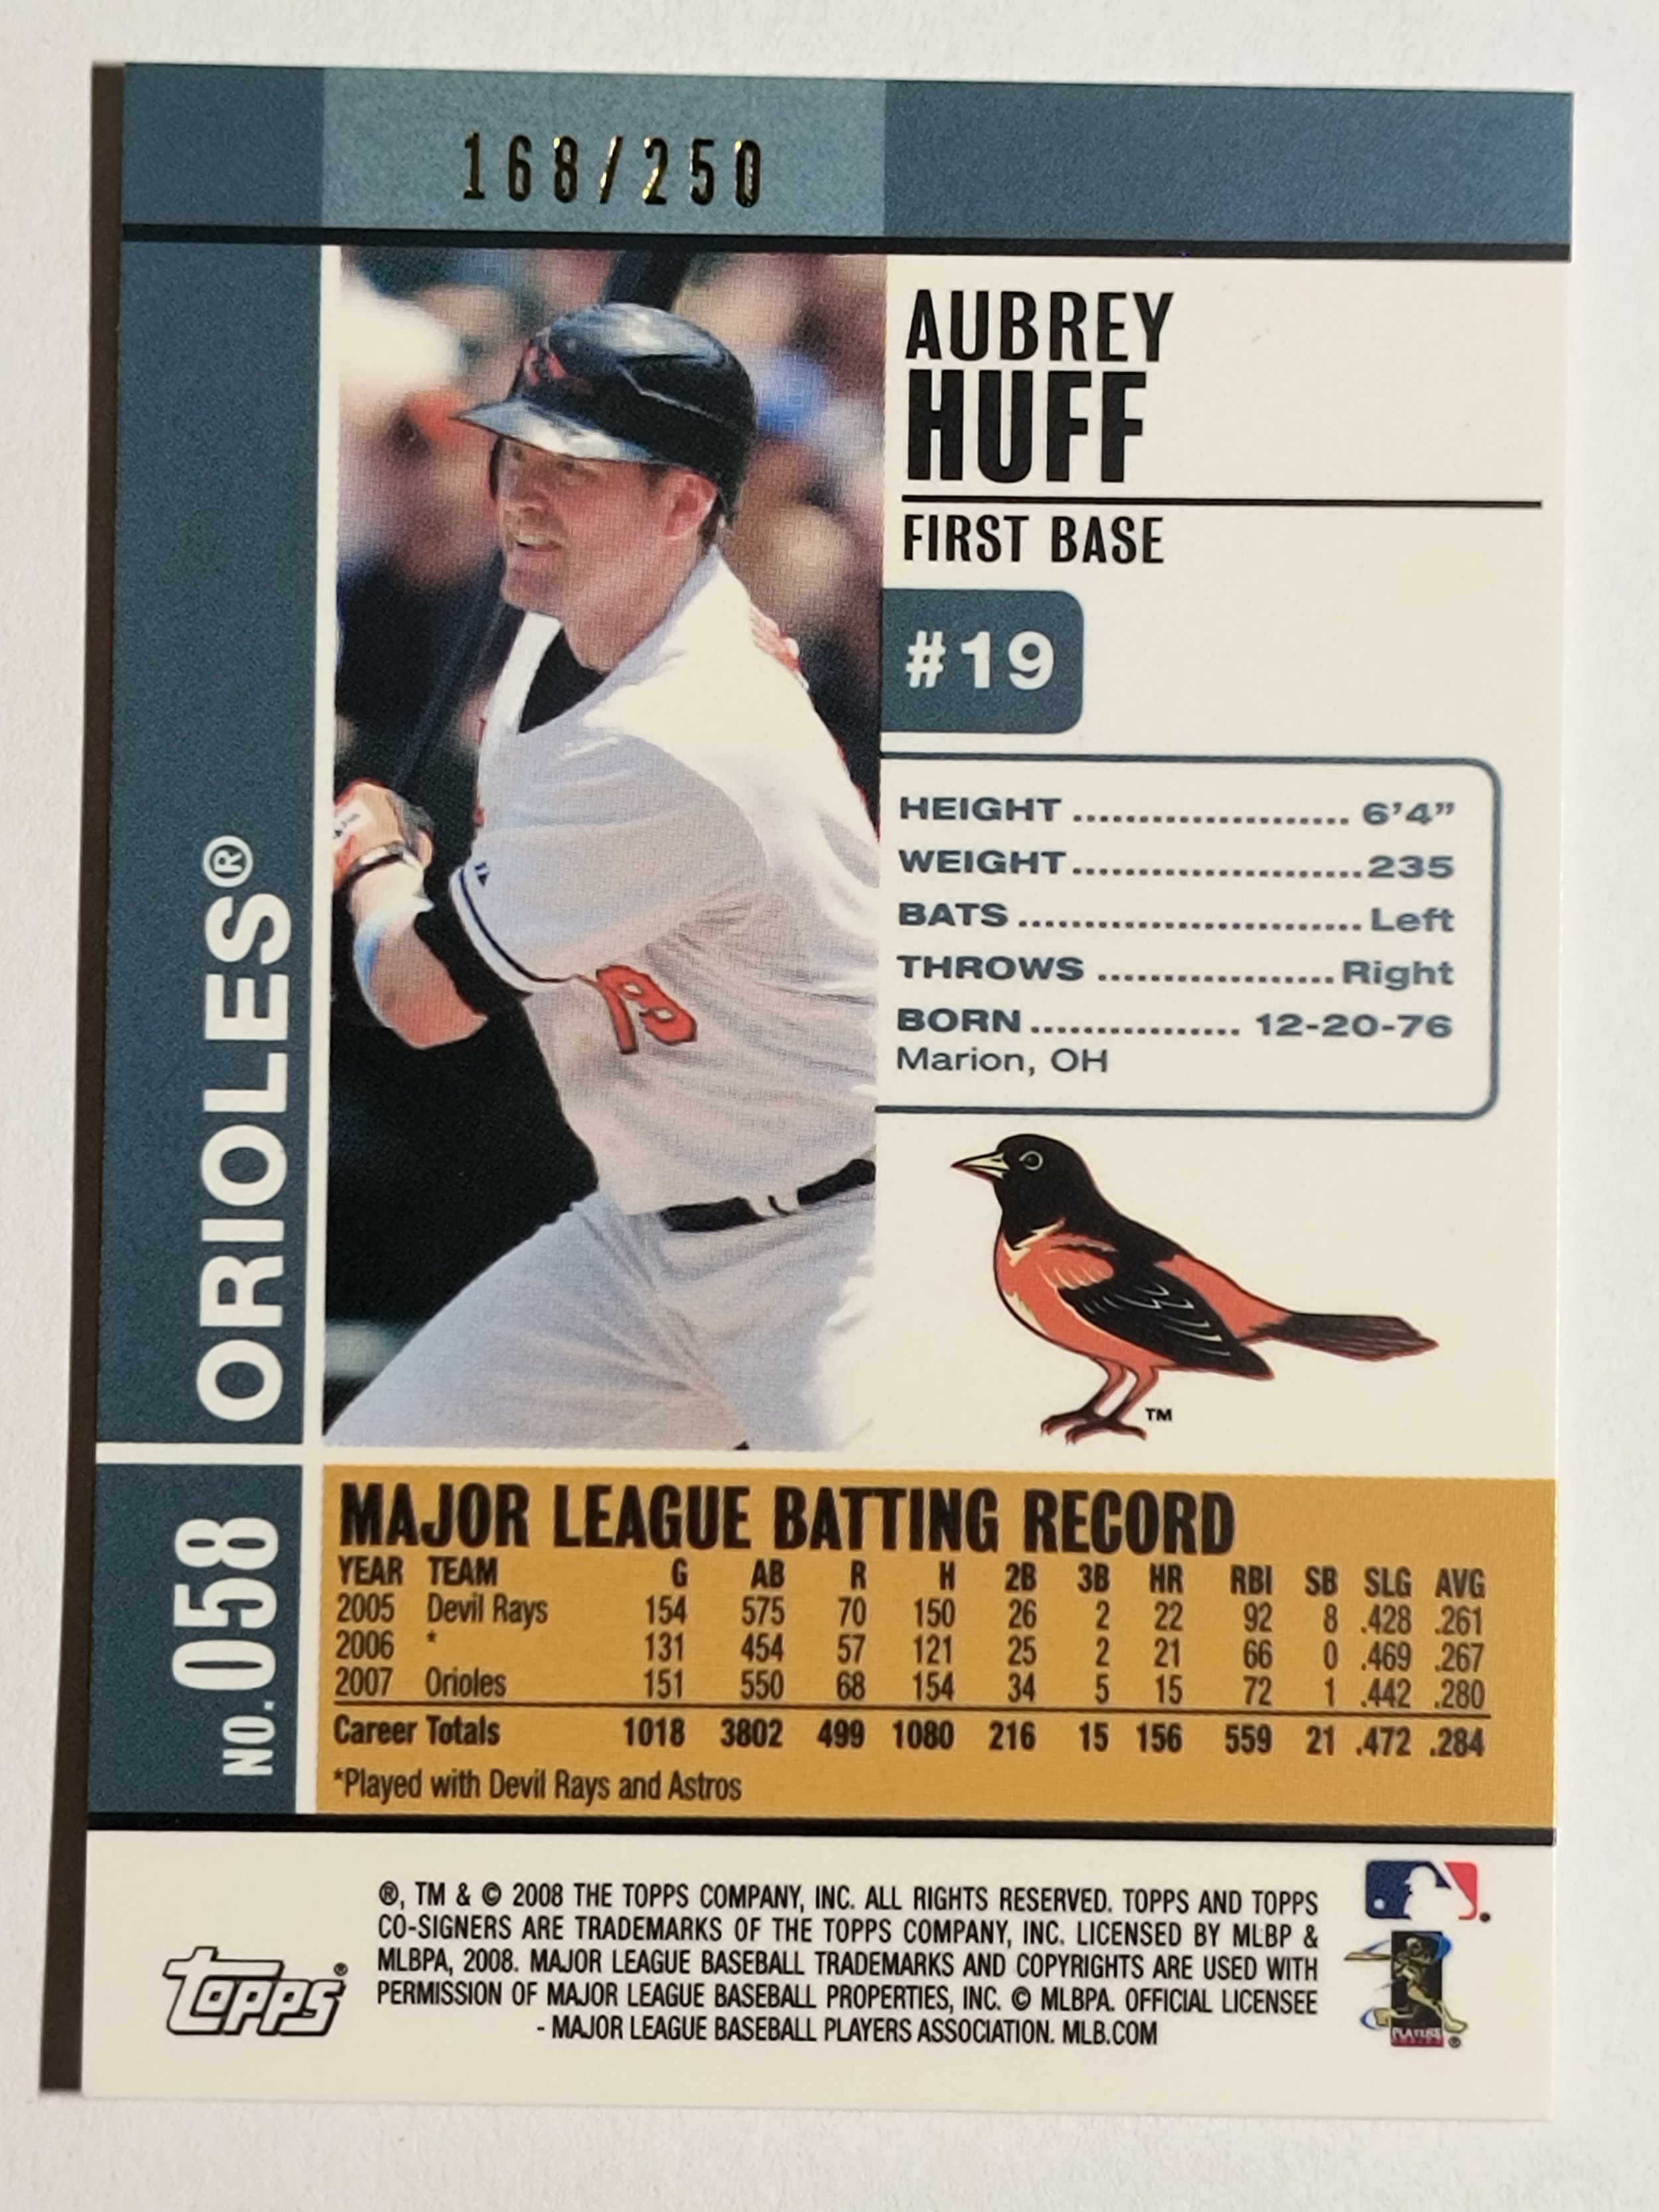 168/250
AUBREY
HUFF
FIRST BASE
#19
HEIGHT ..................... 6'4”
WEIGHT ...................... 235
BATS .......................... Left
THROWS .................. Right
BORN ................ 12-20-76
Marion, OH
19
TM
ORIOLES®
NO. 058
MAJOR LEAGUE BATTING RECORD
YEAR TEAM G AB R H 2B 3B HR RBI SB SLG AVG
2005 Devil Rays 154 575 70 150 26 2 22 92 8 .428 .261
2006 * 131 454 57 121 25 2 21 66 0 .469 .267
2007 Orioles 151 550 68 154 34 5 15 72 1 .442 .280
Career Totals 1018 3802 499 1080 216 15 156 559 21 .472 .284
*Played with Devil Rays and Astros
®, TM & © 2008 THE TOPPS COMPANY, INC. ALL RIGHTS RESERVED. TOPPS AND TOPPS
CO-SIGNERS ARE TRADEMARKS OF THE TOPPS COMPANY, INC. LICENSED BY MLBP &
MLBPA, 2008. MAJOR LEAGUE BASEBALL TRADEMARKS AND COPYRIGHTS ARE USED WITH
PERMISSION OF MAJOR LEAGUE BASEBALL PROPERTIES, INC. © MLBPA. OFFICIAL LICENSEE
- MAJOR LEAGUE BASEBALL PLAYERS ASSOCIATION. MLB.COM
Topps®
PLAYERS
®